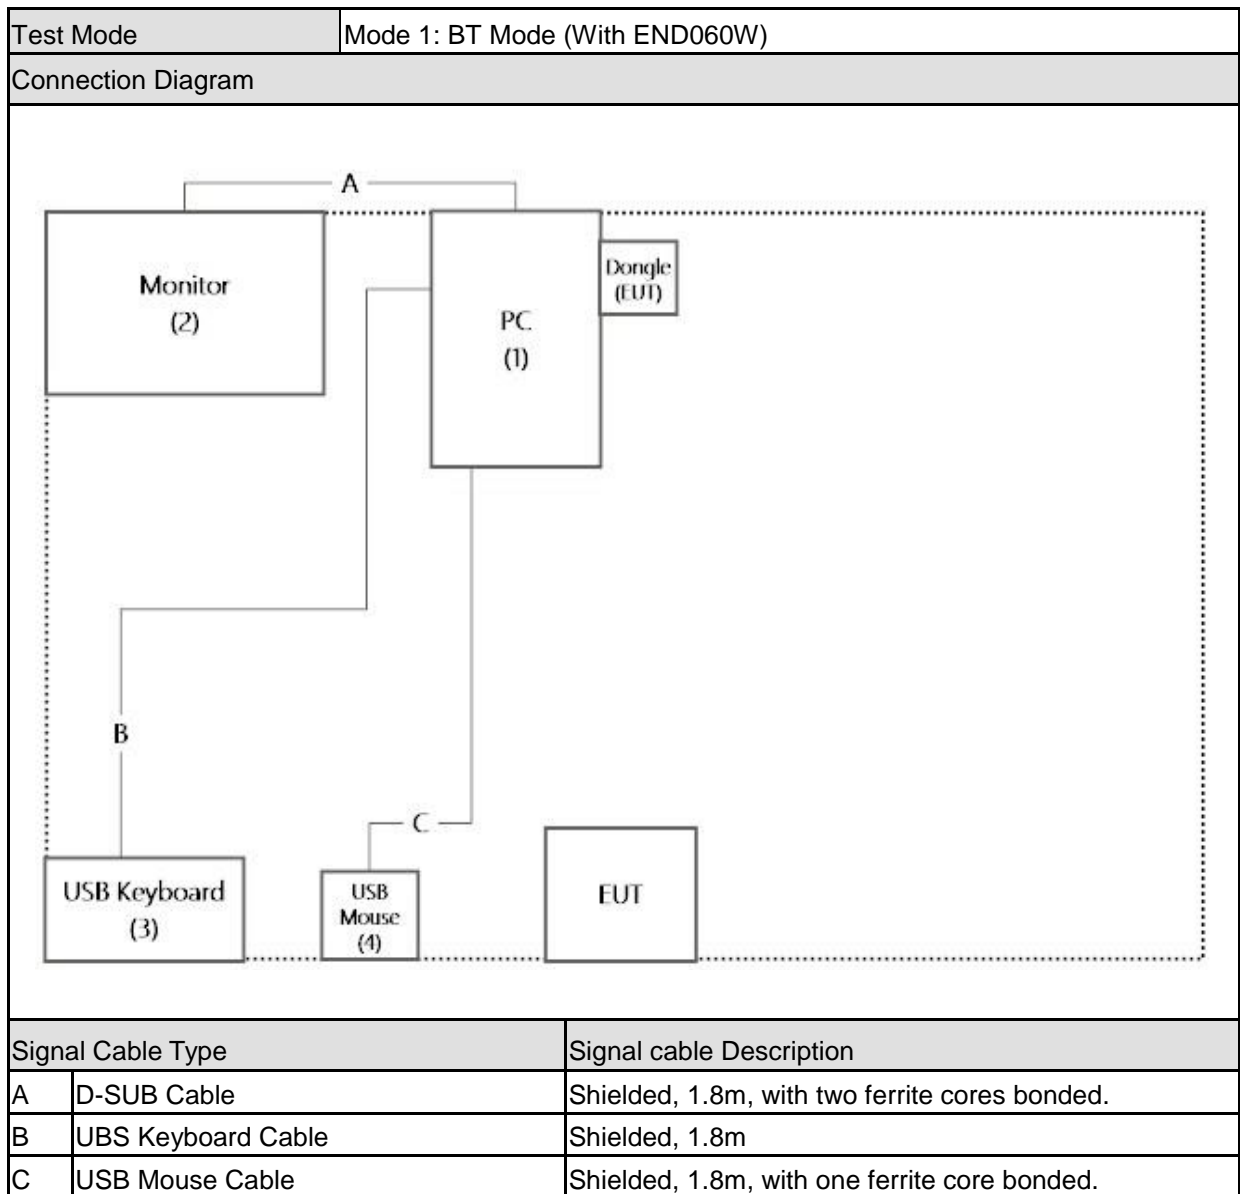 Test Mode Mode 1: BT Mode (With END060W)
Connection Diagram
A
Monitor
(2)
PC
(1)
Dongle
(EUT)
B
C
USB Keyboard
(3)
USB
Mouse
(4)
EUT
Signal Cable Type Signal cable Description
A D-SUB Cable Shielded, 1.8m, with two ferrite cores bonded.
B UBS Keyboard Cable Shielded, 1.8m
C USB Mouse Cable Shielded, 1.8m, with one ferrite core bonded.